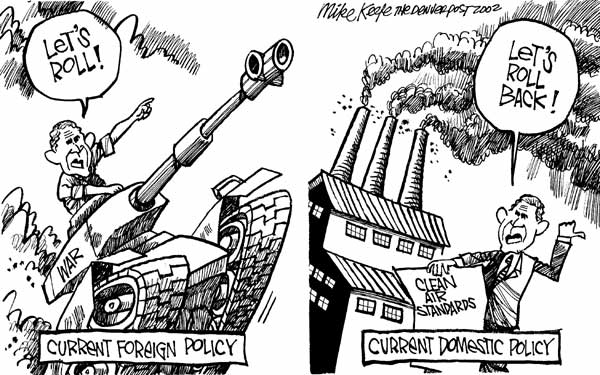 MIKE KEEFE THE DENVER POST 2002
LET'S
ROLL!
WAR
CURRENT FOREIGN POLICY
LET'S
ROLL
BACK!
CLEAN
AIR
STANDARDS
CURRENT DOMESTIC POLICY